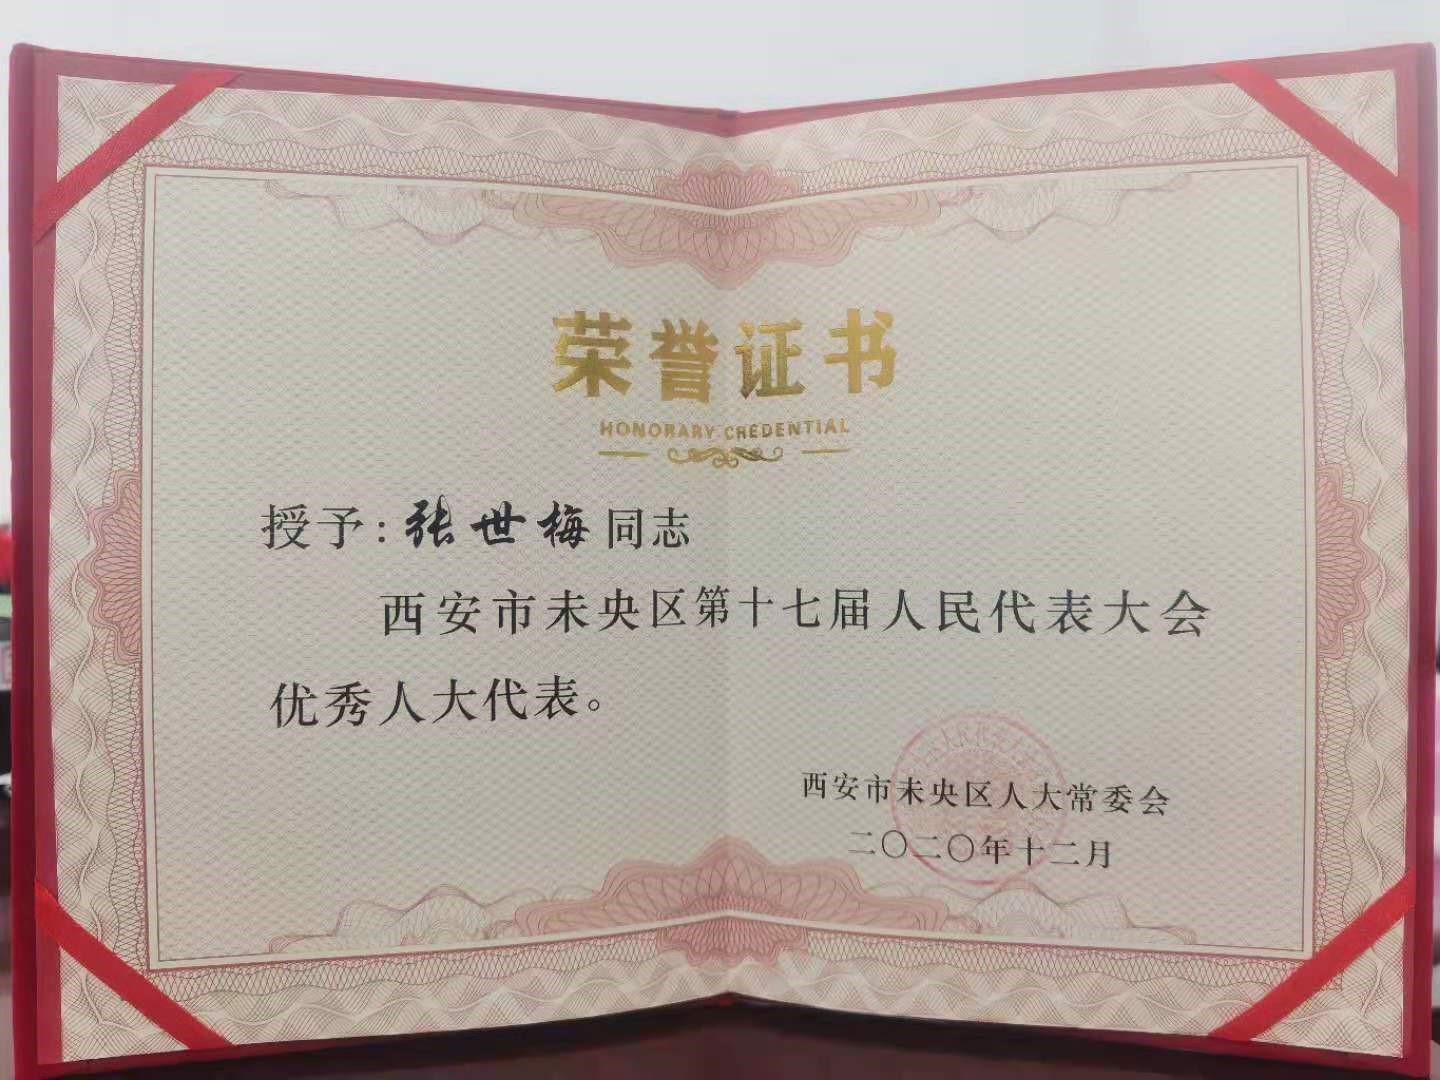 荣誉证书
HONORARY CREDENTIAL
授予:张世梅同志
西安市未央区第十七届人民代表大会
优秀人大代表。
西安市未央区人大常委会
二〇二〇年十二月